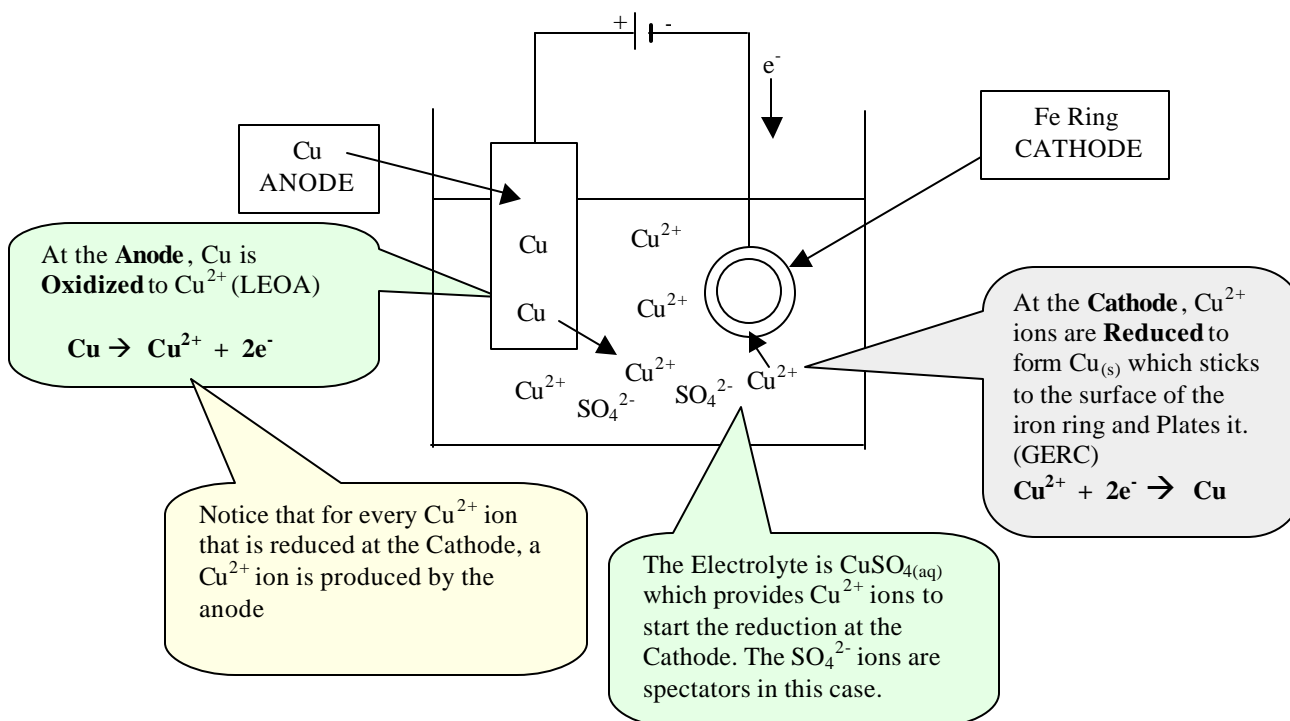 + -
e⁻
Cu
ANODE
Fe Ring
CATHODE
At the Anode, Cu is
Oxidized to Cu²⁺ (LEOA)
Cu → Cu²⁺ + 2e⁻
Cu
Cu
Cu²⁺
Cu²⁺
Cu²⁺
Cu²⁺
Cu²⁺
SO₄²⁻
SO₄²⁻
At the Cathode, Cu²⁺
ions are Reduced to
form Cu₍s₎ which sticks
to the surface of the
iron ring and Plates it.
(GERC)
Cu²⁺ + 2e⁻ → Cu
Notice that for every Cu²⁺ ion
that is reduced at the Cathode, a
Cu²⁺ ion is produced by the
anode
The Electrolyte is CuSO₄(aq)
which provides Cu²⁺ ions to
start the reduction at the
Cathode. The SO₄²⁻ ions are
spectators in this case.